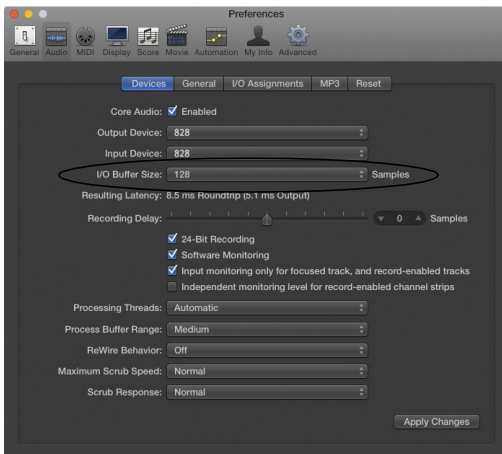 Preferences
General Audio MIDI Display Score Movie Automation My Info Advanced
Devices General I/O Assignments MP3 Reset
Core Audio: Enabled
Output Device: 828
Input Device: 828
I/O Buffer Size: 128 Samples
Resulting Latency: 8.5 ms Roundtrip (5.1 ms Output)
Recording Delay: 0 Samples
24-Bit Recording
Software Monitoring
Input monitoring only for focused track, and record-enabled tracks
Independent monitoring level for record-enabled channel strips
Processing Threads: Automatic
Process Buffer Range: Medium
ReWire Behavior: Off
Maximum Scrub Speed: Normal
Scrub Response: Normal
Apply Changes